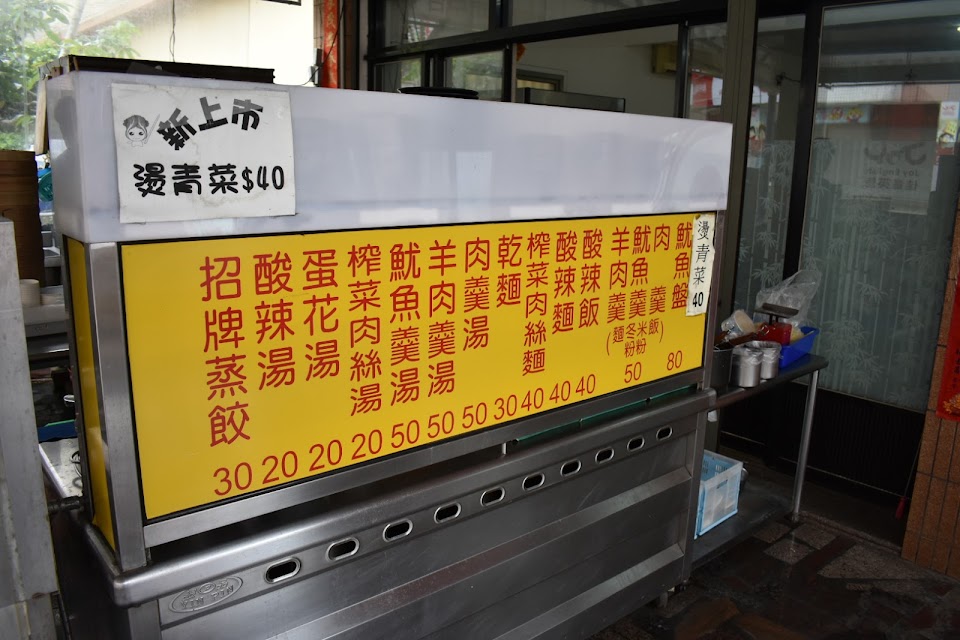 新上市
燙青菜$40
魷魚盤
80
肉羹
魷魚羹
羊肉羹
(麵冬粉米粉飯)
50
酸辣飯
40
酸辣麵
40
榨菜肉絲麵
40
乾麵
30
肉羹湯
50
羊肉羹湯
50
魷魚羹湯
50
榨菜肉絲湯
20
蛋花湯
20
酸辣湯
20
招牌蒸餃
30
燙青菜
40